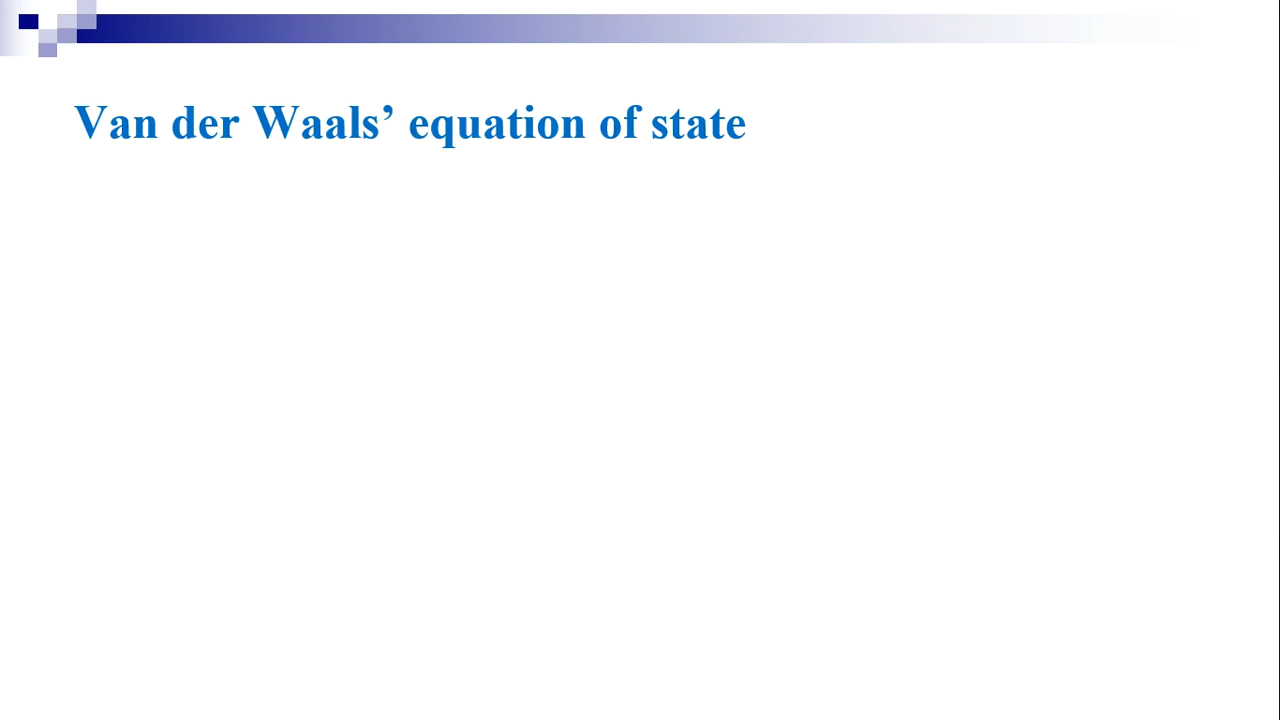 Van der Waals’ equation of state